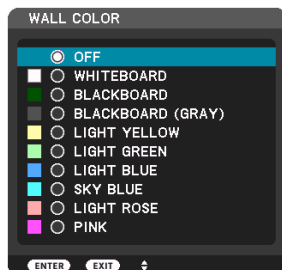 WALL COLOR
OFF
WHITEBOARD
BLACKBOARD
BLACKBOARD (GRAY)
LIGHT YELLOW
LIGHT GREEN
LIGHT BLUE
SKY BLUE
LIGHT ROSE
PINK
ENTER EXIT